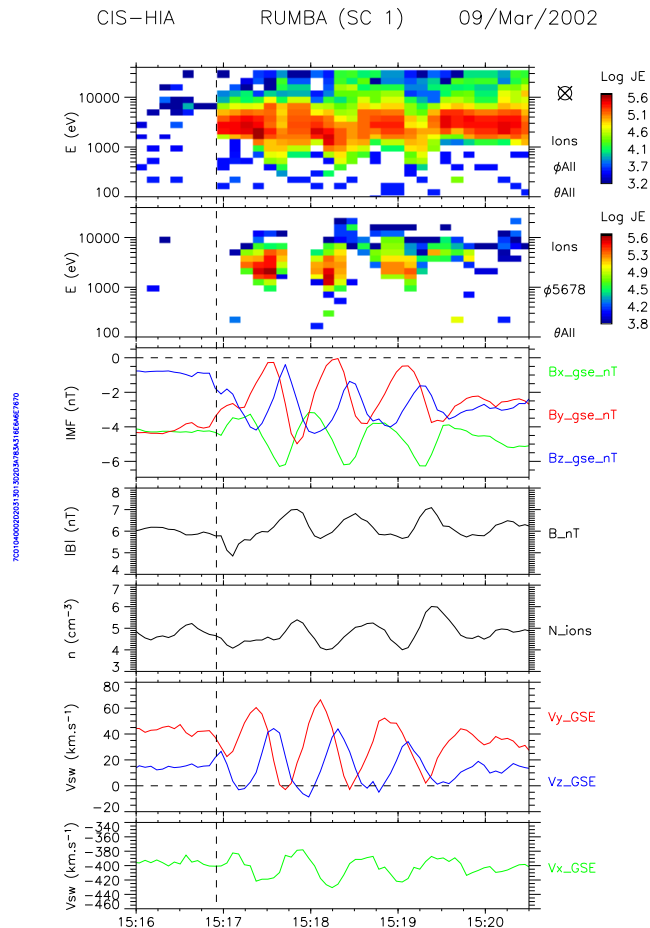 CIS-HIA RUMBA (SC 1) 09/Mar/2002
Log JE
10000
1000
100
E (eV)
Ions
ϕAll
θAll
5.6
5.1
4.6
4.1
3.7
3.2
Log JE
10000
1000
100
E (eV)
Ions
ϕ5678
θAll
5.6
5.2
4.9
4.5
4.2
3.8
0
−2
−4
−6
IMF (nT)
Bx_gse_nT
By_gse_nT
Bz_gse_nT
8
7
6
5
4
IBI (nT)
B_nT
7
6
5
4
3
n (cm⁻³)
N_ions
80
60
40
20
0
−20
Vsw (km.s⁻¹)
Vy_GSE
Vz_GSE
−340
−360
−380
−400
−420
−440
−460
Vsw (km.s⁻¹)
Vx_GSE
15:16 15:17 15:18 15:19 15:20